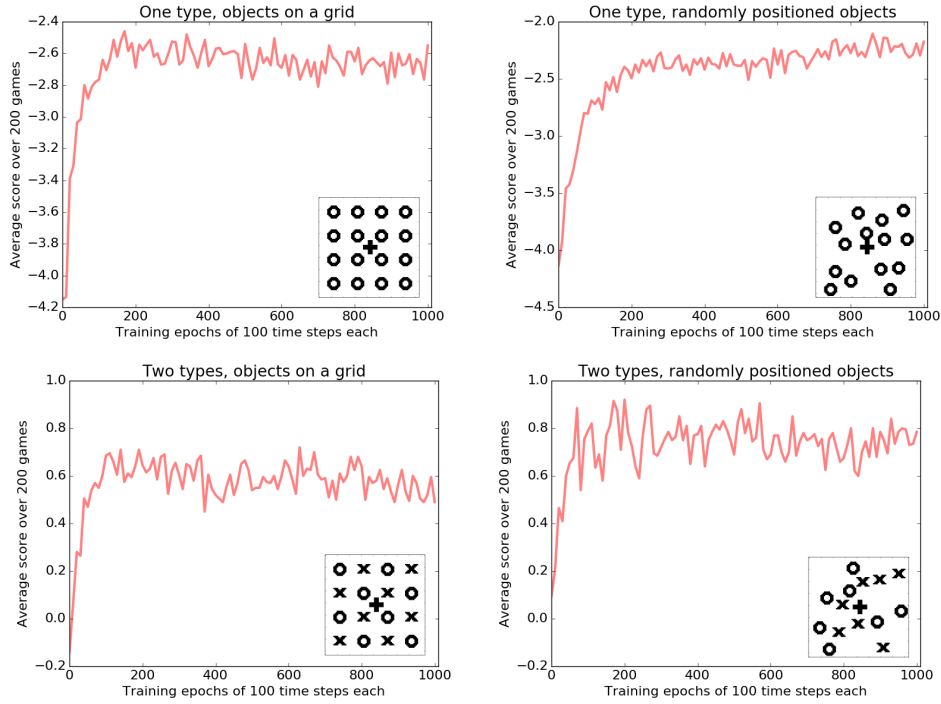 One type, objects on a grid
Average score over 200 games
−2.4
−2.6
−2.8
−3.0
−3.2
−3.4
−3.6
−3.8
−4.0
−4.2
0 200 400 600 800 1000
Training epochs of 100 time steps each
One type, randomly positioned objects
Average score over 200 games
−2.0
−2.5
−3.0
−3.5
−4.0
−4.5
0 200 400 600 800 1000
Training epochs of 100 time steps each
Two types, objects on a grid
Average score over 200 games
1.0
0.8
0.6
0.4
0.2
0.0
−0.2
0 200 400 600 800 1000
Training epochs of 100 time steps each
Two types, randomly positioned objects
Average score over 200 games
1.0
0.8
0.6
0.4
0.2
0.0
−0.2
0 200 400 600 800 1000
Training epochs of 100 time steps each